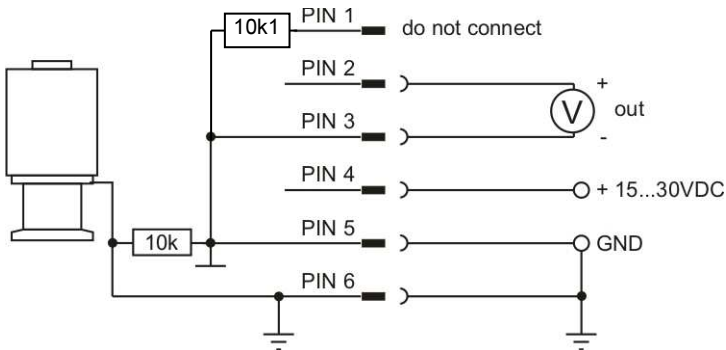 PIN 1
10k1
do not connect
PIN 2
+
V
out
PIN 3
-
PIN 4
+ 15...30VDC
10k
PIN 5
GND
PIN 6